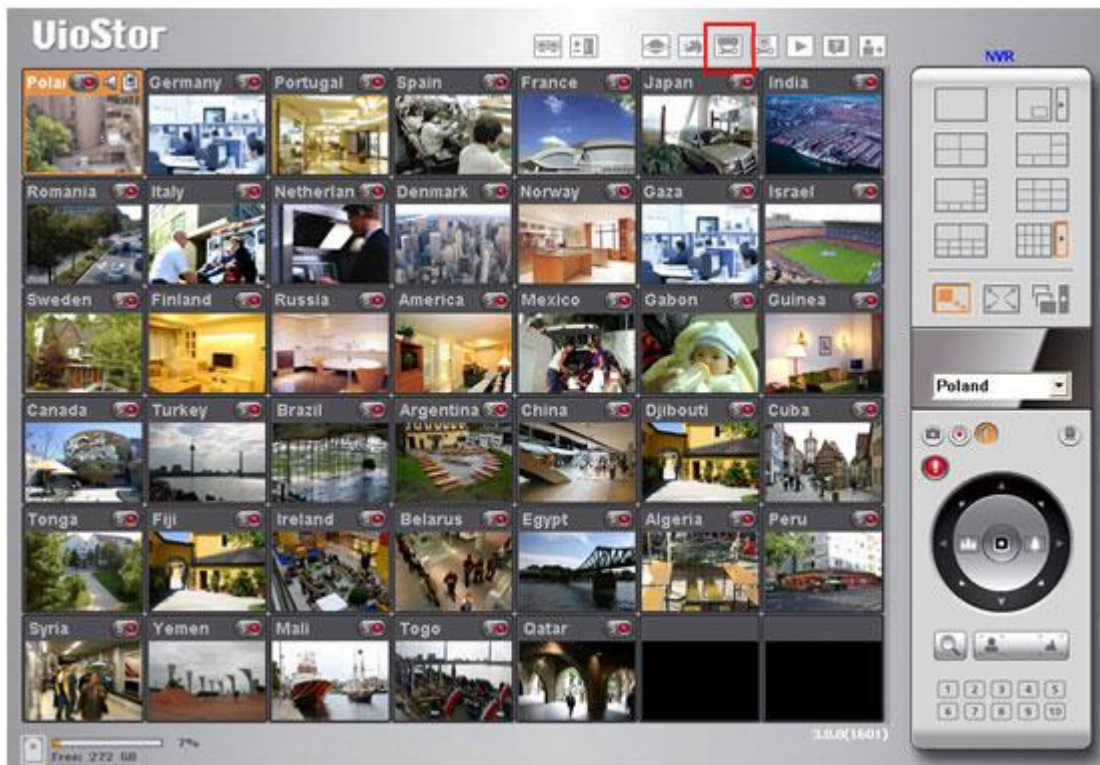 VioStor
NVR
Polan
Germany
Portugal
Spain
France
Japan
India
Romania
Italy
Netherlan
Denmark
Norway
Gaza
Israel
Sweden
Finland
Russia
America
Mexico
Gabon
Guinea
Poland
Canada
Turkey
Brazil
Argentina
China
Djibouti
Cuba
Tonga
Fiji
Ireland
Belarus
Egypt
Algeria
Peru
Syria
Yemen
Mali
Togo
Qatar
1 2 3 4 5
6 7 8 9 10
3.0.0(1601)
7%
Free: 272 GB